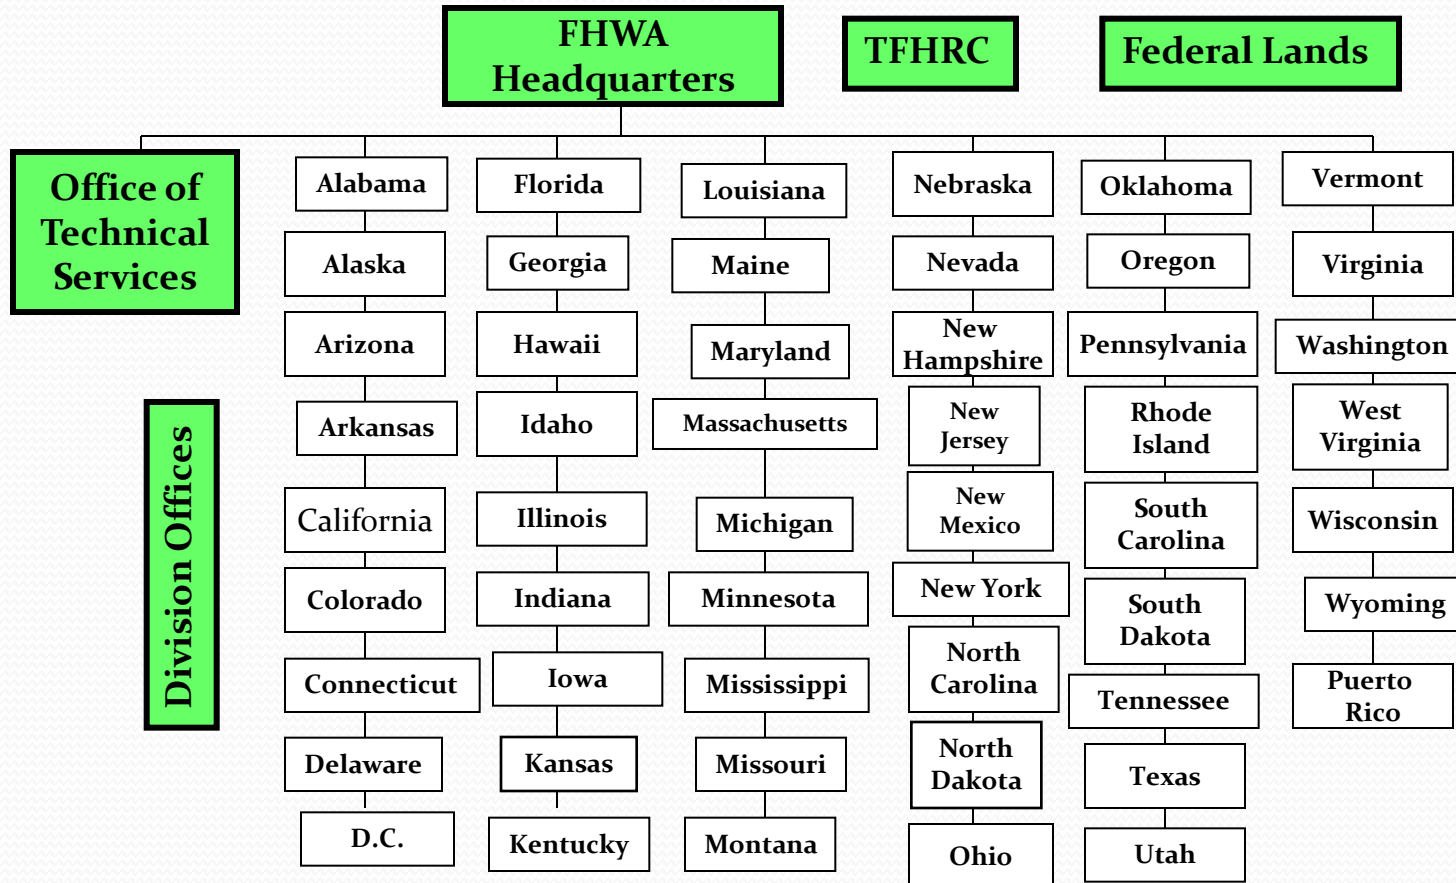 FHWA
Headquarters
TFHRC
Federal Lands
Office of
Technical
Services
Division Offices
Alabama
Alaska
Arizona
Arkansas
California
Colorado
Connecticut
Delaware
D.C.
Florida
Georgia
Hawaii
Idaho
Illinois
Indiana
Iowa
Kansas
Kentucky
Louisiana
Maine
Maryland
Massachusetts
Michigan
Minnesota
Mississippi
Missouri
Montana
Nebraska
Nevada
New
Hampshire
New
Jersey
New
Mexico
New York
North
Carolina
North
Dakota
Ohio
Oklahoma
Oregon
Pennsylvania
Rhode
Island
South
Carolina
South
Dakota
Tennessee
Texas
Utah
Vermont
Virginia
Washington
West
Virginia
Wisconsin
Wyoming
Puerto
Rico